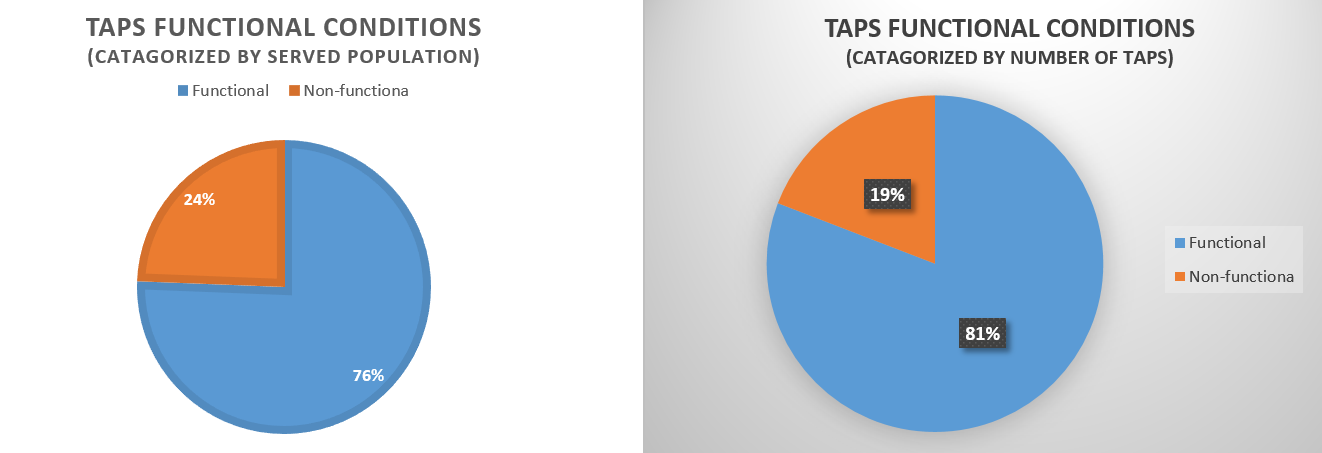 TAPS FUNCTIONAL CONDITIONS
(CATAGORIZED BY SERVED POPULATION)
Functional Non-functiona
24%
76%
TAPS FUNCTIONAL CONDITIONS
(CATAGORIZED BY NUMBER OF TAPS)
19%
81%
Functional
Non-functiona